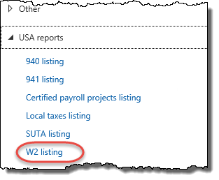 Other
USA reports
940 listing
941 listing
Certified payroll projects listing
Local taxes listing
SUTA listing
W2 listing